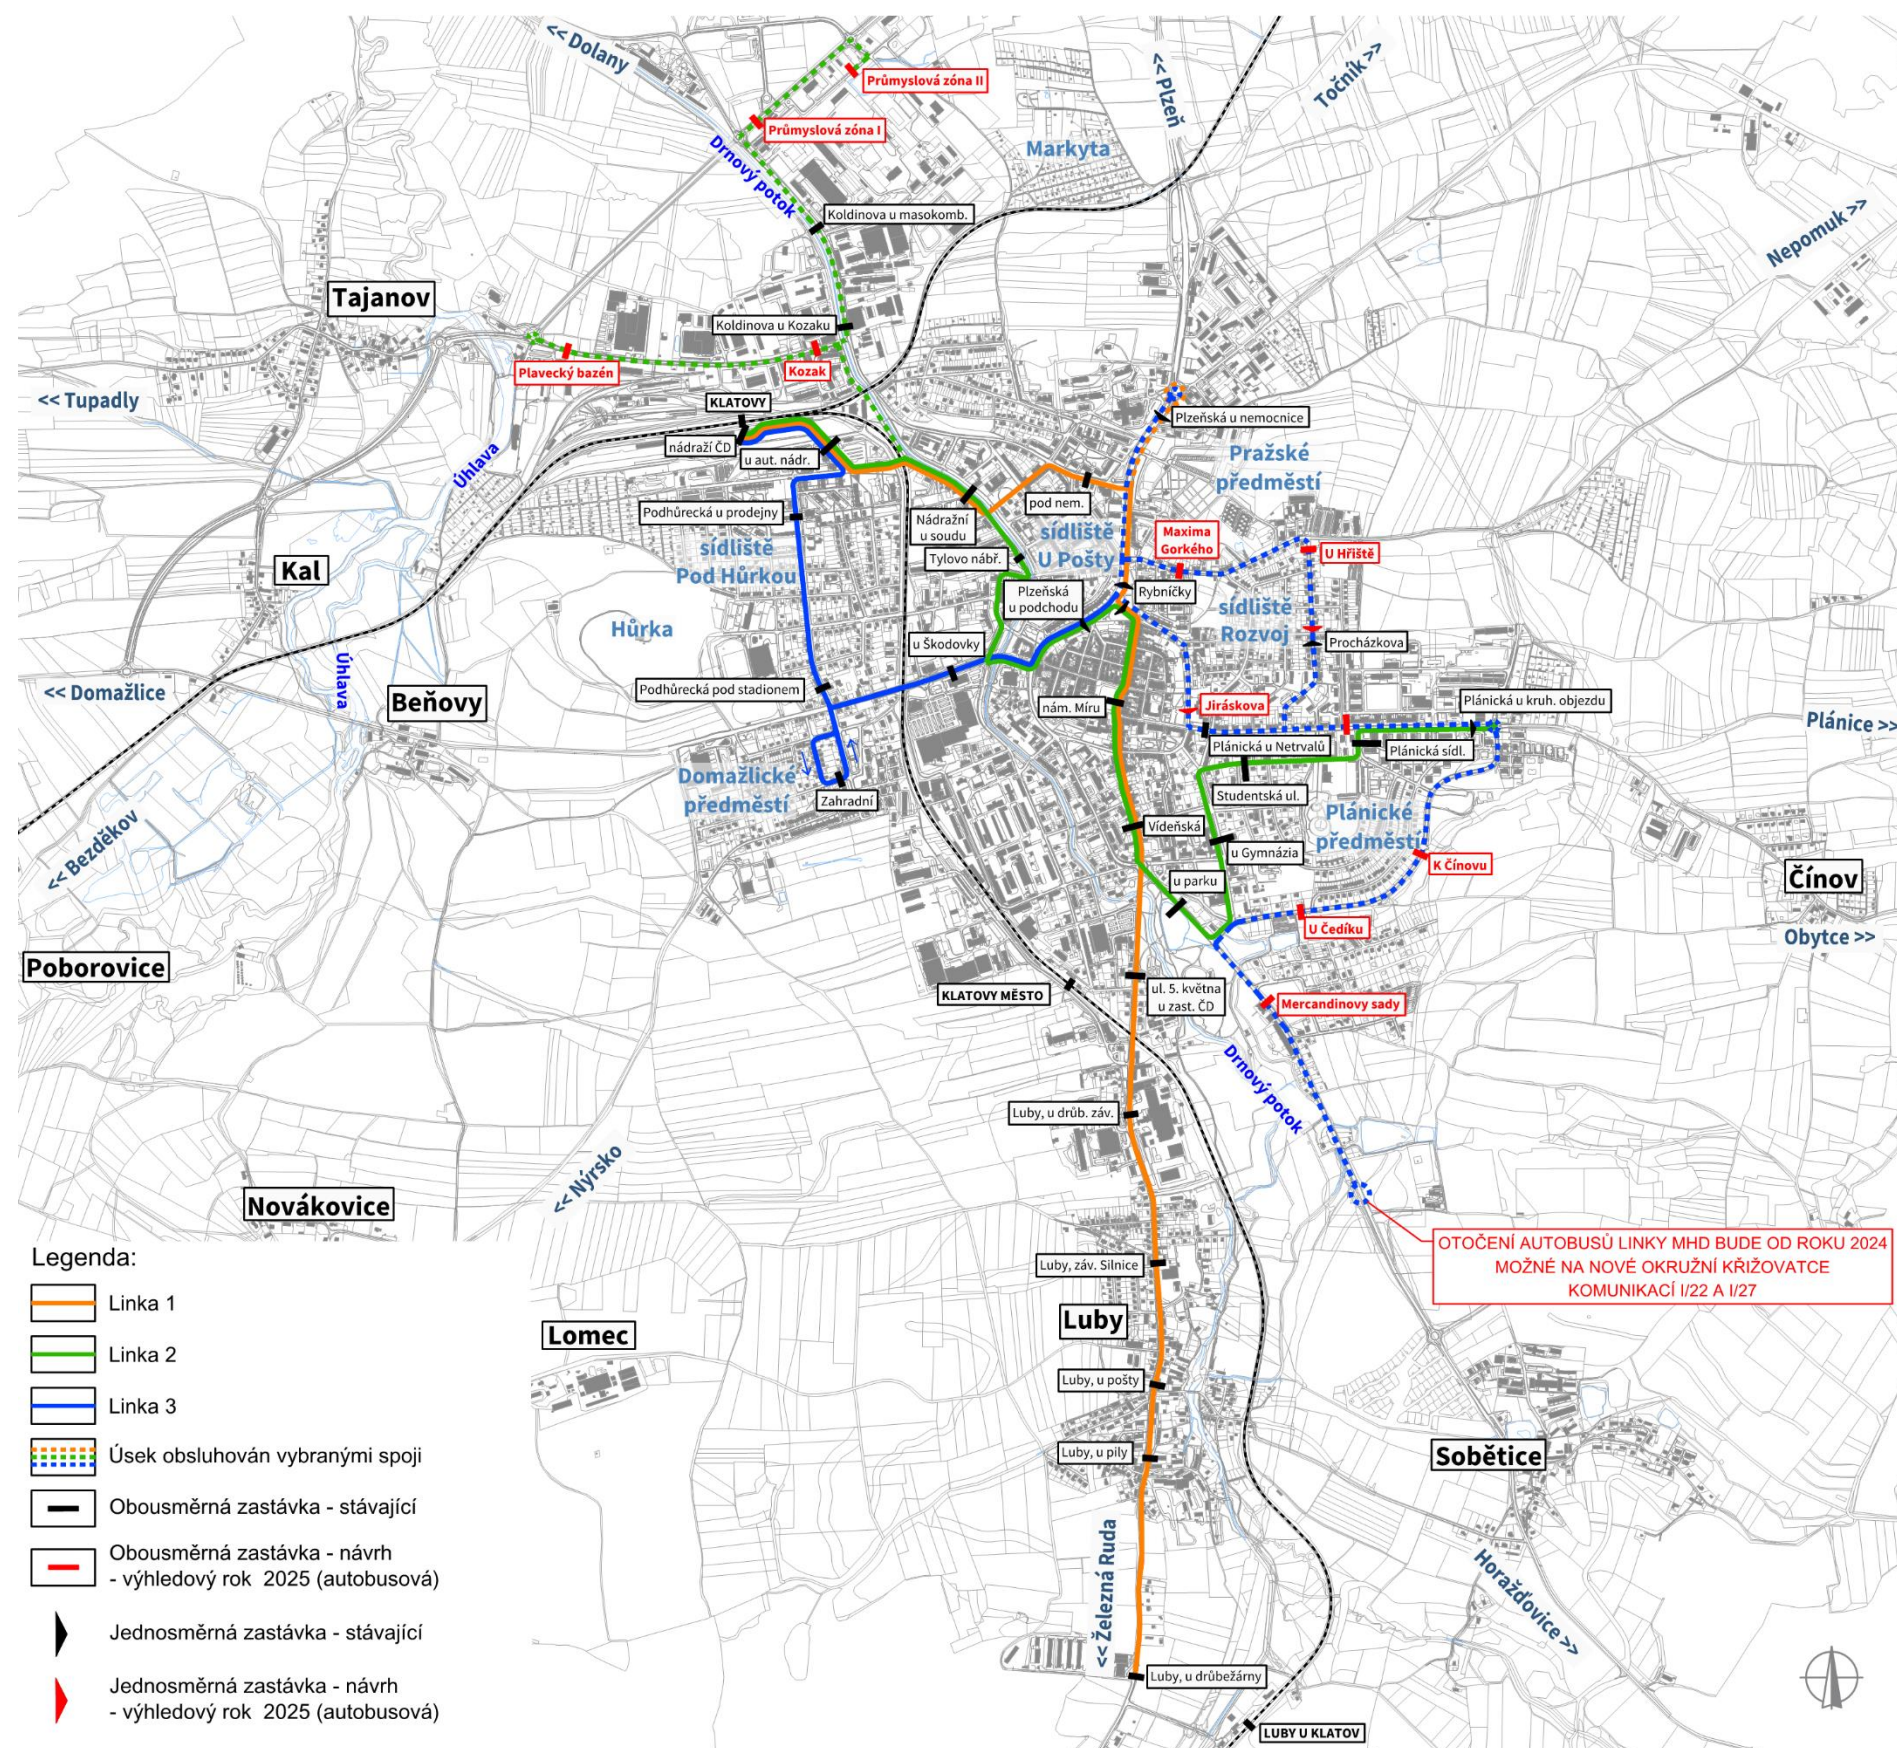 << Dolany
Průmyslová zóna II
<< Plzeň
Točník >>
Průmyslová zóna I
Drnový potok
Markyta
Koldinova u masokomb.
Nepomuk >>
Tajanov
Koldinova u Kozaku
Plavecký bazén
Kozak
<< Tupadly
KLATOVY
Plzeňská u nemocnice
nádraží ČD
u aut. nádr.
Úhlava
Pražské
předměstí
Podhůrecká u prodejny
pod nem.
Nádražní
u soudu
sídliště
U Pošty
Maxima
Gorkého
U Hřiště
sídliště
Pod Hůrkou
Tylovo nábř.
Kal
Plzeňská
u podchodu
Rybníčky
sídliště
Rozvoj
Hůrka
u Škodovky
Procházkova
Úhlava
<< Domažlice
Beňovy
Podhůrecká pod stadionem
nám. Míru
Jiráskova
Plánická u kruh. objezdu
Plánice >>
Plánická u Netrvalů
Plánická sídl.
Domažlické
předměstí
Zahradní
Studentská ul.
Plánické
předměstí
Vídeňská
u Gymnázia
<< Bezděkov
K Čínovu
u parku
Čínov
U Čedíku
Obytce >>
Poborovice
KLATOVY MĚSTO
ul. 5. května
u zast. ČD
Mercandinovy sady
Drnový potok
Luby, u drůb. záv.
<< Nýrsko
Novákovice
OTOČENÍ AUTOBUSŮ LINKY MHD BUDE OD ROKU 2024
MOŽNÉ NA NOVÉ OKRUŽNÍ KŘIŽOVATCE
KOMUNIKACÍ I/22 A I/27
Luby, záv. Silnice
Luby
Lomec
Luby, u pošty
Luby, u pily
Sobětice
<< Železná Ruda
Horažďovice >>
Luby, u drůbežárny
LUBY U KLATOV
Legenda:
Linka 1
Linka 2
Linka 3
Úsek obsluhován vybranými spoji
Obousměrná zastávka - stávající
Obousměrná zastávka - návrh
- výhledový rok 2025 (autobusová)
Jednosměrná zastávka - stávající
Jednosměrná zastávka - návrh
- výhledový rok 2025 (autobusová)